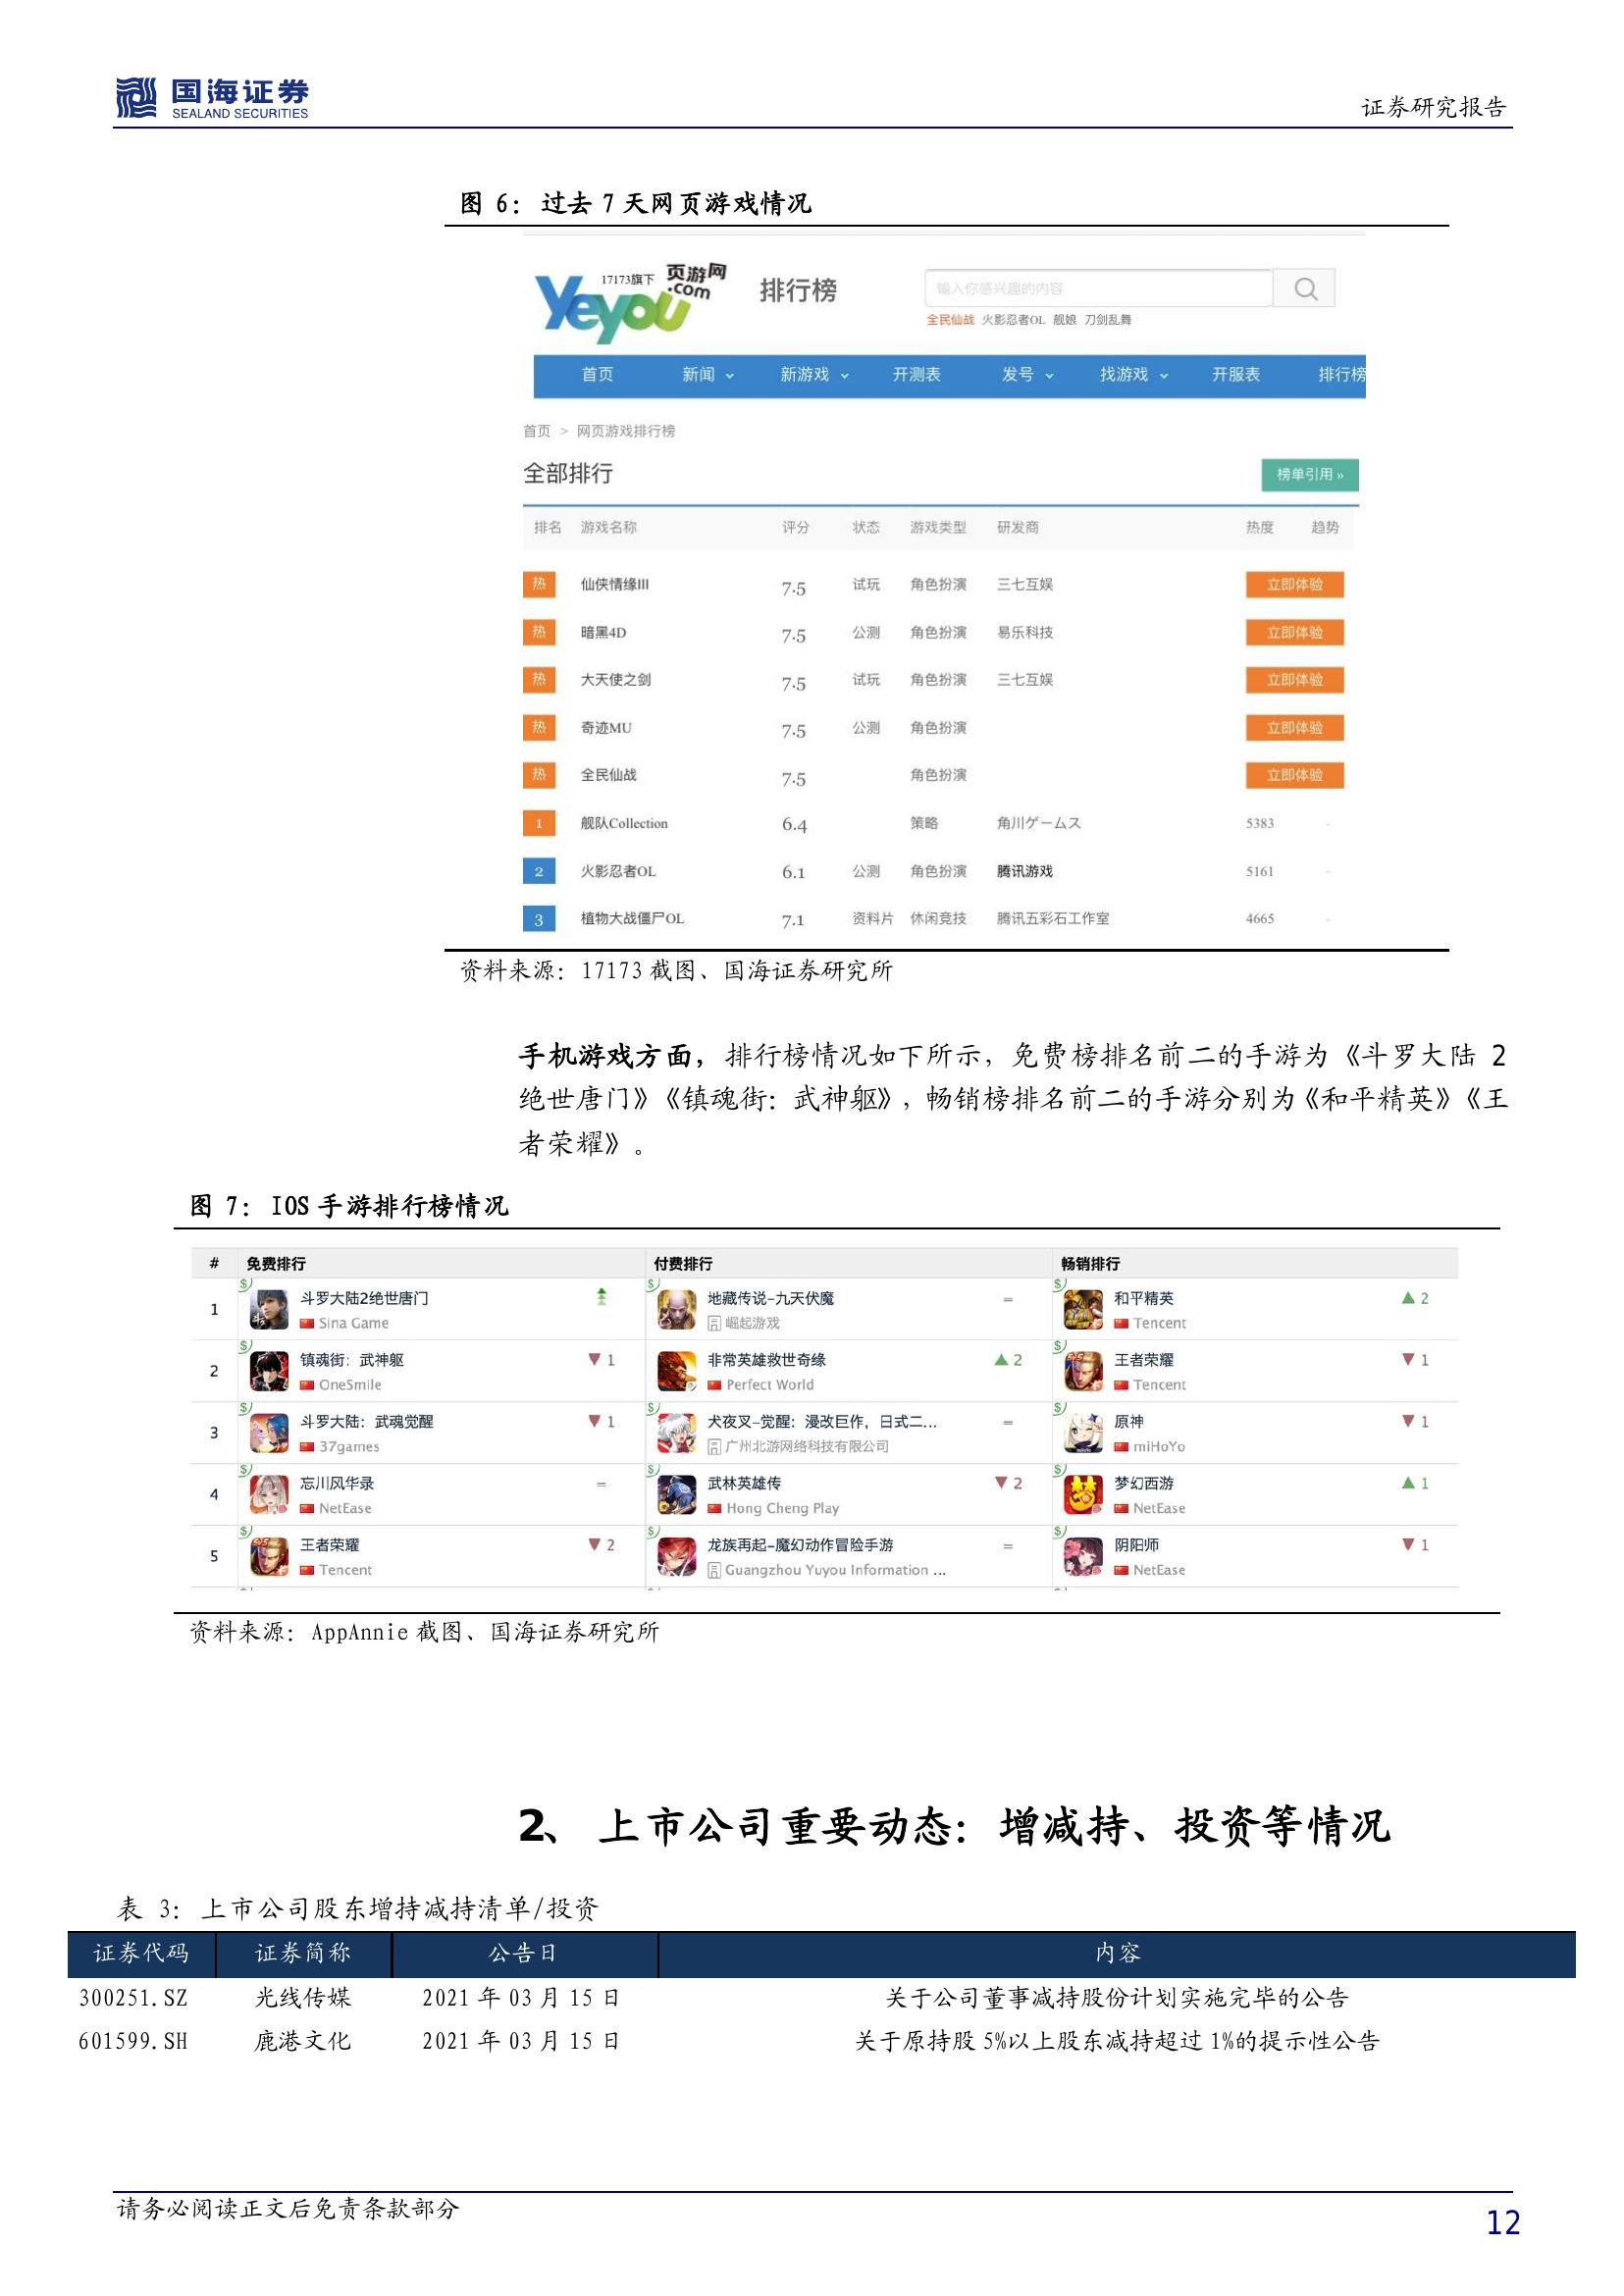 国海证券
SEALAND SECURITIES
证券研究报告
图 6：过去 7 天网页游戏情况
Yeyou 17173旗下 页游网 .com 排行榜 输入你感兴趣的内容
全民仙战 火影忍者OL 舰娘 刀剑乱舞
首页 新闻 新游戏 开测表 发号 找游戏 开服表 排行榜
首页 > 网页游戏排行榜
全部排行 榜单引用 »
排名 游戏名称 评分 状态 游戏类型 研发商 热度 趋势
热 仙侠情缘III 7.5 试玩 角色扮演 三七互娱 立即体验
热 暗黑4D 7.5 公测 角色扮演 易乐科技 立即体验
热 大天使之剑 7.5 试玩 角色扮演 三七互娱 立即体验
热 奇迹MU 7.5 公测 角色扮演 立即体验
热 全民仙战 7.5 角色扮演 立即体验
1 舰队Collection 6.4 策略 角川ゲームス 5383 -
2 火影忍者OL 6.1 公测 角色扮演 腾讯游戏 5161 -
3 植物大战僵尸OL 7.1 资料片 休闲竞技 腾讯五彩石工作室 4665 -
资料来源：17173 截图、国海证券研究所
手机游戏方面，排行榜情况如下所示，免费榜排名前二的手游为《斗罗大陆 2
绝世唐门》《镇魂街：武神躯》，畅销榜排名前二的手游分别为《和平精英》《王
者荣耀》。
图 7：IOS 手游排行榜情况
# 免费排行 付费排行 畅销排行
1 斗罗大陆2绝世唐门 地藏传说-九天伏魔 = 和平精英 ▲ 2
Sina Game 崛起游戏 Tencent
2 镇魂街：武神躯 ▼ 1 非常英雄救世奇缘 ▲ 2 王者荣耀 ▼ 1
OneSmile Perfect World Tencent
3 斗罗大陆：武魂觉醒 ▼ 1 犬夜叉-觉醒：漫改巨作，日式二... = 原神 ▼ 1
37games 广州北游网络科技有限公司 miHoYo
4 忘川风华录 = 武林英雄传 ▼ 2 梦幻西游 ▲ 1
NetEase Hong Cheng Play NetEase
5 王者荣耀 ▼ 2 龙族再起-魔幻动作冒险手游 = 阴阳师 ▼ 1
Tencent Guangzhou Yuyou Information ... NetEase
资料来源：AppAnnie 截图、国海证券研究所
2、 上市公司重要动态：增减持、投资等情况
表 3：上市公司股东增持减持清单/投资
证券代码 证券简称 公告日 内容
300251.SZ 光线传媒 2021 年 03 月 15 日 关于公司董事减持股份计划实施完毕的公告
601599.SH 鹿港文化 2021 年 03 月 15 日 关于原持股 5%以上股东减持超过 1%的提示性公告
请务必阅读正文后免责条款部分
12